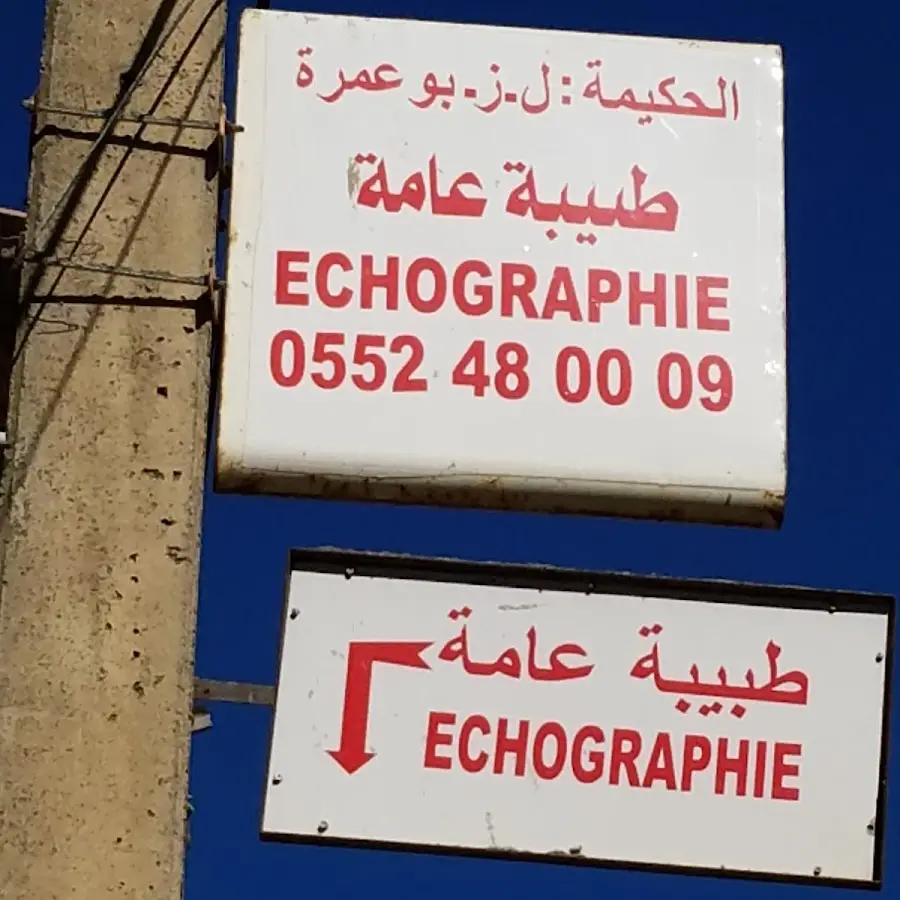 الحكيمة : ل.ز. بوعمرة
طبيبة عامة
ECHOGRAPHIE
0552 48 00 09
طبيبة عامة
ECHOGRAPHIE